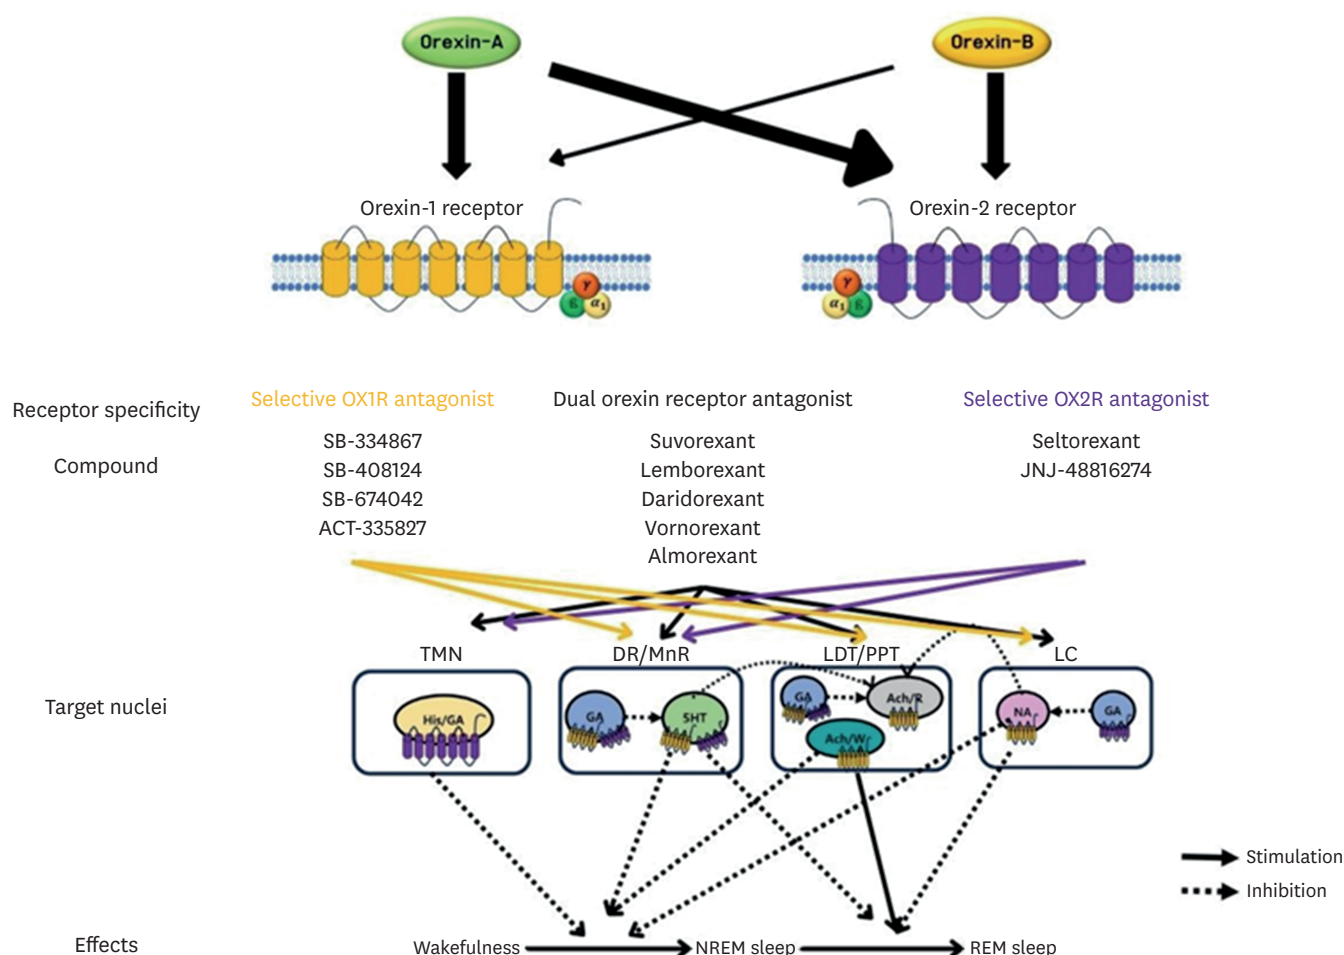 Orexin-A
Orexin-B
Orexin-1 receptor
Orexin-2 receptor
γ
g
α1
γ
α1
g
Receptor specificity
Selective OX1R antagonist
Dual orexin receptor antagonist
Selective OX2R antagonist
Compound
SB-334867
SB-408124
SB-674042
ACT-335827
Suvorexant
Lemborexant
Daridorexant
Vornorexant
Almorexant
Seltorexant
JNJ-48816274
Target nuclei
TMN
DR/MnR
LDT/PPT
LC
His/GA
GA
5HT
GA
Ach/R
Ach/W
NA
GA
Stimulation
Inhibition
Effects
Wakefulness
NREM sleep
REM sleep